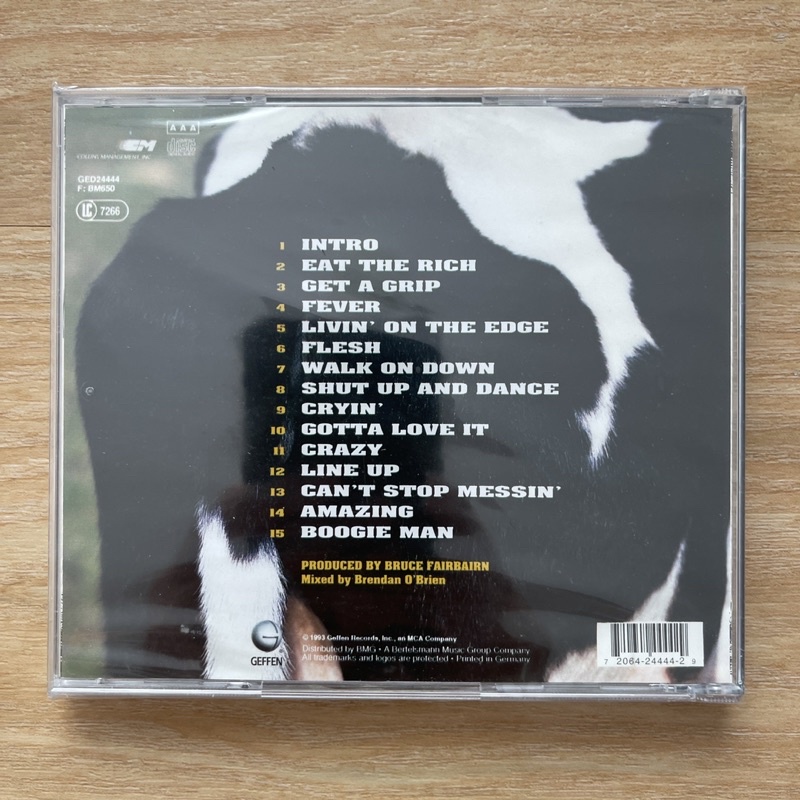 AAA
CM
COLLINS MANAGEMENT, INC.
GED24444
F: BM650
LC 7266
1 INTRO
2 EAT THE RICH
3 GET A GRIP
4 FEVER
5 LIVIN' ON THE EDGE
6 FLESH
7 WALK ON DOWN
8 SHUT UP AND DANCE
9 CRYIN'
10 GOTTA LOVE IT
11 CRAZY
12 LINE UP
13 CAN'T STOP MESSIN'
14 AMAZING
15 BOOGIE MAN
PRODUCED BY BRUCE FAIRBAIRN
Mixed by Brendan O'Brien
GEFFEN
© 1993 Geffen Records, Inc., an MCA Company
Distributed by BMG • A Bertelsmann Music Group Company
All trademarks and logos are protected • Printed in Germany
7 2064-24444-2 9